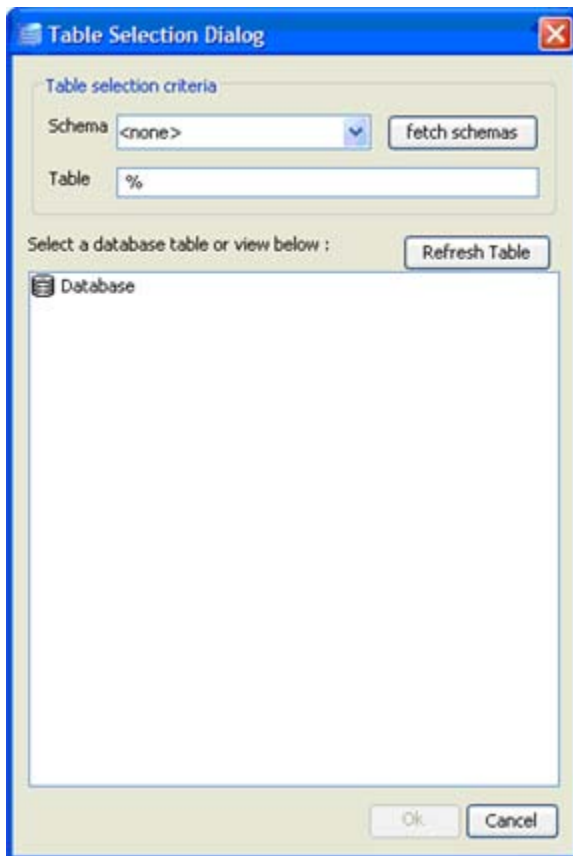 Table Selection Dialog
Table selection criteria
Schema <none> fetch schemas
Table %
Select a database table or view below : Refresh Table
Database
Ok Cancel